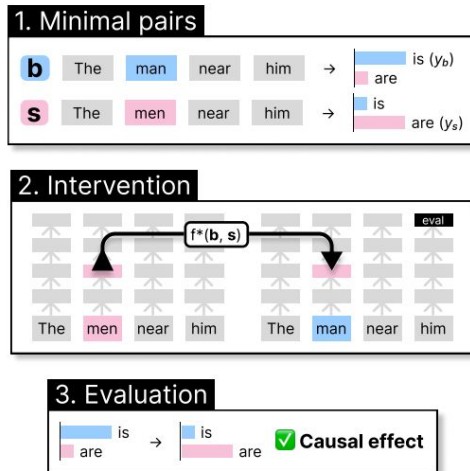 1. Minimal pairs
b The man near him → is (y_b)
are
s The men near him → is
are (y_s)
2. Intervention
eval
f*(b, s)
The men near him The man near him
3. Evaluation
is → is
are are
✅ Causal effect